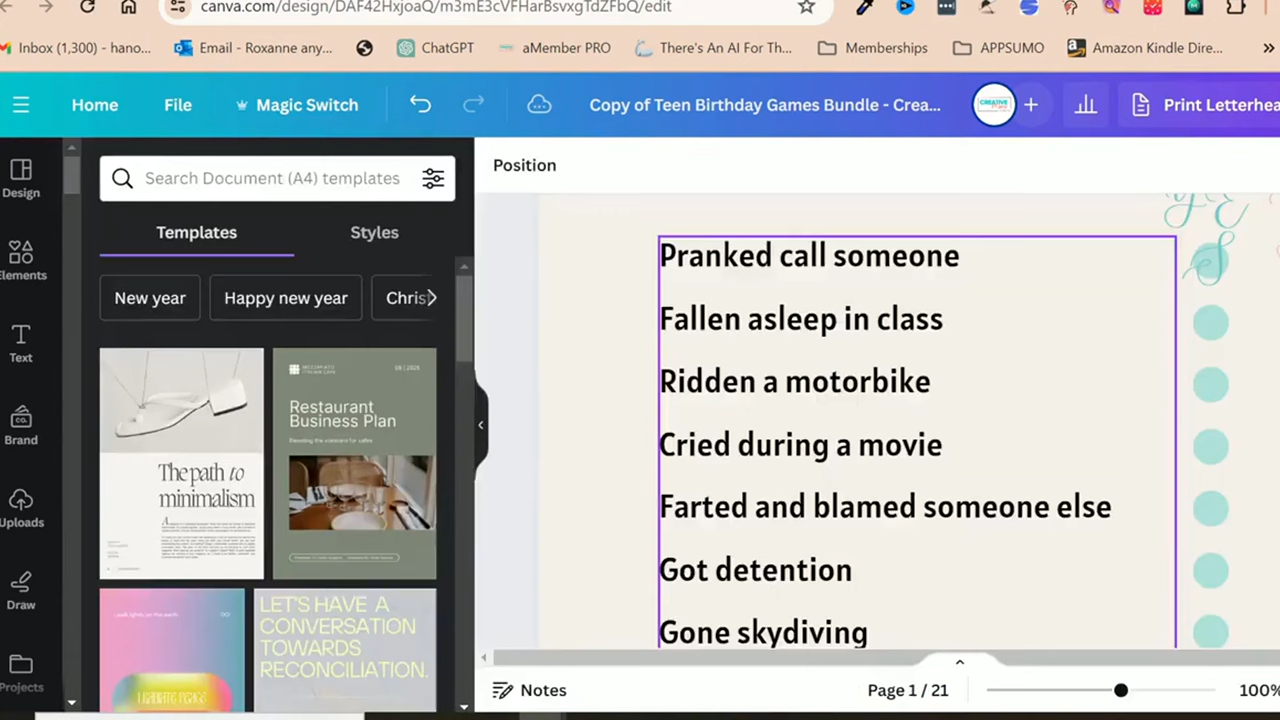 canva.com/design/DAF42HxjoaQ/m3mE3cVFHarBsvxgTdZFbQ/edit
Inbox (1,300) - hano...
Email - Roxanne any...
ChatGPT
aMember PRO
There's An AI For Th...
Memberships
APPSUMO
Amazon Kindle Dire...
»
Home
File
Magic Switch
Copy of Teen Birthday Games Bundle - Crea...
CREATIVE
Print Letterhea
Design
Elements
Text
Brand
Uploads
Draw
Projects
Search Document (A4) templates
Templates
Styles
New year
Happy new year
Chris
The path to
minimalism
Restaurant
Business Plan
LET'S HAVE A
CONVERSATION
TOWARDS
RECONCILIATION.
Position
Pranked call someone
Fallen asleep in class
Ridden a motorbike
Cried during a movie
Farted and blamed someone else
Got detention
Gone skydiving
Notes
Page 1 / 21
100%